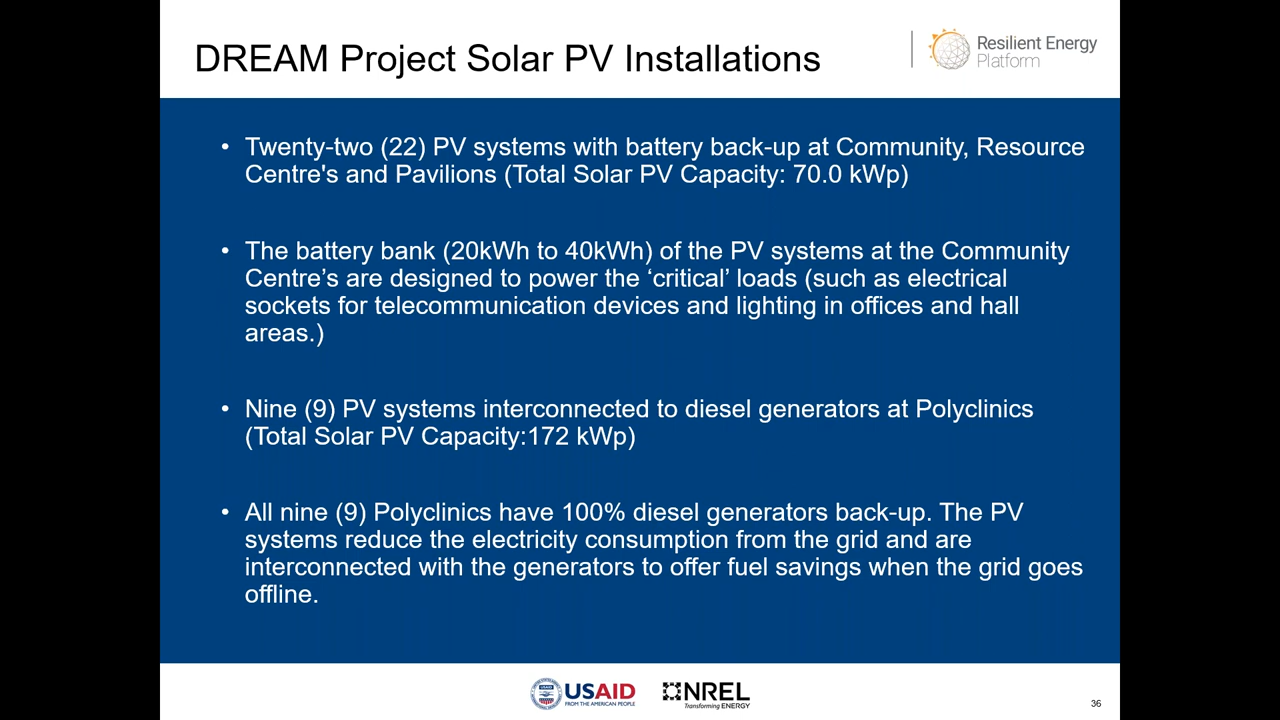 DREAM Project Solar PV Installations
Resilient Energy
Platform
• Twenty-two (22) PV systems with battery back-up at Community, Resource
Centre's and Pavilions (Total Solar PV Capacity: 70.0 kWp)
• The battery bank (20kWh to 40kWh) of the PV systems at the Community
Centre’s are designed to power the ‘critical’ loads (such as electrical
sockets for telecommunication devices and lighting in offices and hall
areas.)
• Nine (9) PV systems interconnected to diesel generators at Polyclinics
(Total Solar PV Capacity:172 kWp)
• All nine (9) Polyclinics have 100% diesel generators back-up. The PV
systems reduce the electricity consumption from the grid and are
interconnected with the generators to offer fuel savings when the grid goes
offline.
USAID
FROM THE AMERICAN PEOPLE
NREL
Transforming ENERGY
36